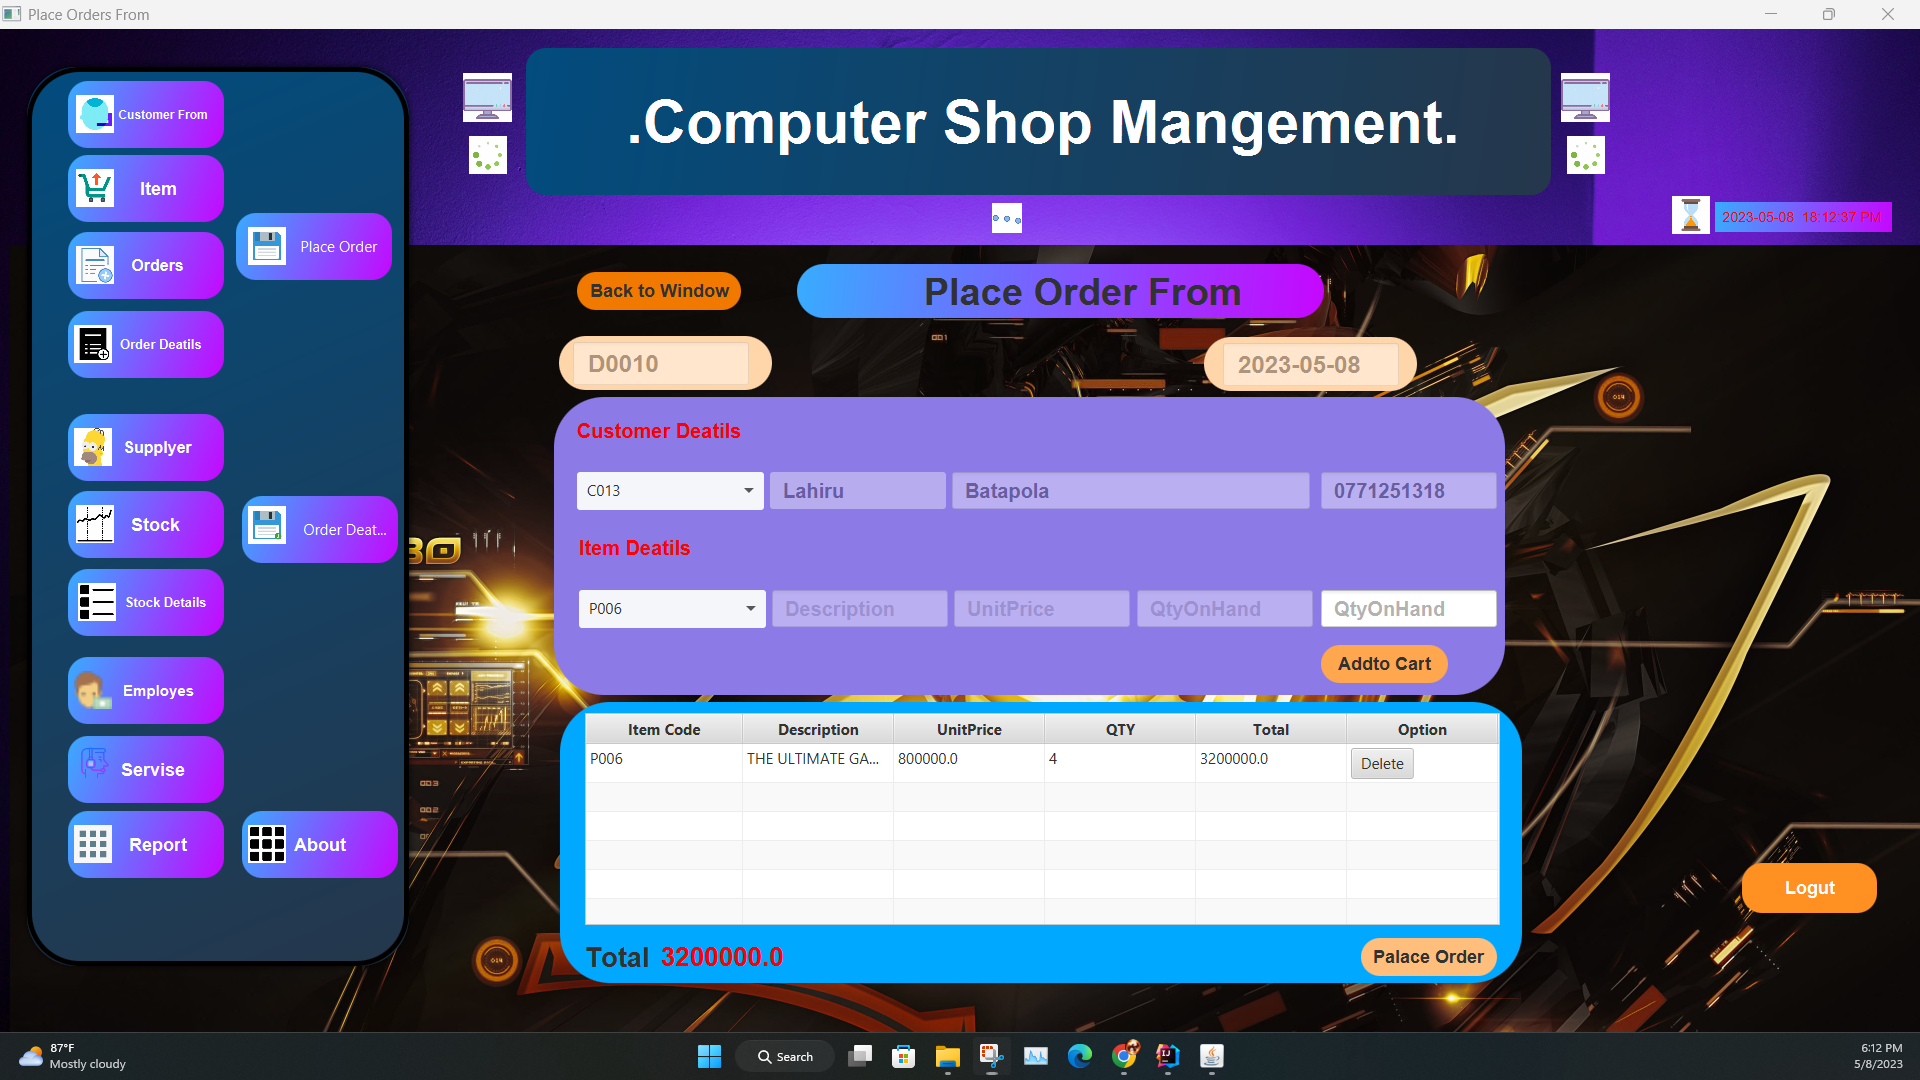 Place Orders From
.Computer Shop Mangement.
2023-05-08 18:12:37 PM
Customer From
Item
Orders
Place Order
Order Deatils
Supplyer
Stock
Order Deat...
Stock Details
Employes
Servise
Report
About
Back to Window
Place Order From
D0010
2023-05-08
Customer Deatils
C013 Lahiru Batapola 0771251318
Item Deatils
P006 Description UnitPrice QtyOnHand QtyOnHand
Addto Cart
Item Code Description UnitPrice QTY Total Option
P006 THE ULTIMATE GA... 800000.0 4 3200000.0 Delete
Total 3200000.0
Palace Order
Logut
87°F
Mostly cloudy
Search
6:12 PM
5/8/2023